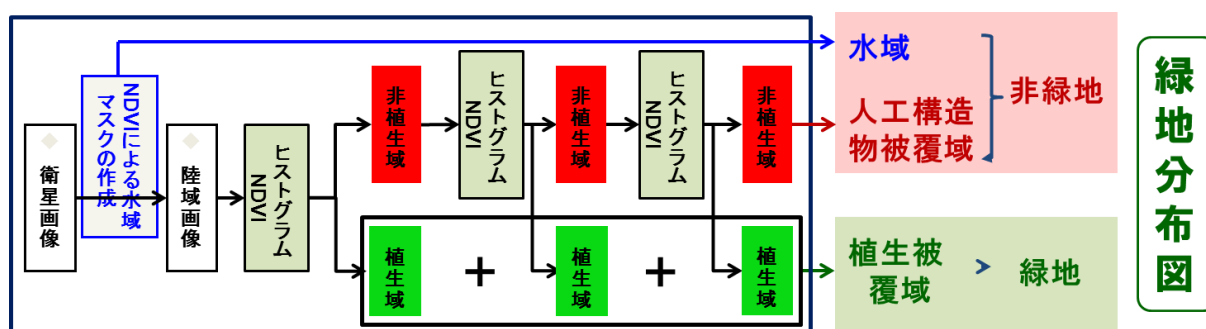 衛星画像
NDVIによる水域
マスクの作成
陸域画像
NDVI
ヒストグラム
非植生域
植生域
NDVI
ヒストグラム
+
非植生域
植生域
NDVI
ヒストグラム
+
非植生域
植生域
水域
人工構造
物被覆域
非緑地
植生被
覆域
>
緑地
緑地分布図